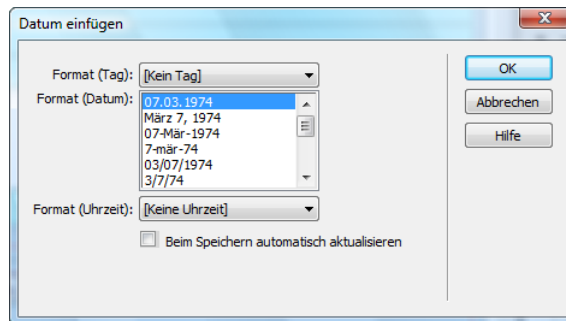 Datum einfügen
Format (Tag): [Kein Tag]
Format (Datum): 07.03.1974
März 7, 1974
07-Mär-1974
7-mär-74
03/07/1974
3/7/74
Format (Uhrzeit): [Keine Uhrzeit]
Beim Speichern automatisch aktualisieren
OK
Abbrechen
Hilfe